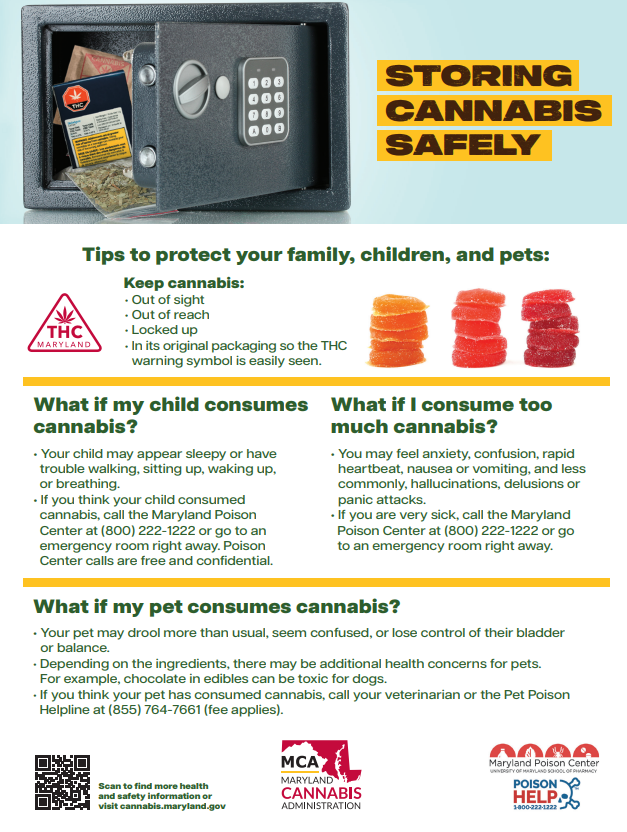 THC
1 2 3
4 5 6
7 8 9
A 0 B
STORING
CANNABIS
SAFELY
Tips to protect your family, children, and pets:
THC
MARYLAND
Keep cannabis:
• Out of sight
• Out of reach
• Locked up
• In its original packaging so the THC
warning symbol is easily seen.
What if my child consumes
cannabis?
• Your child may appear sleepy or have
trouble walking, sitting up, waking up,
or breathing.
• If you think your child consumed
cannabis, call the Maryland Poison
Center at (800) 222-1222 or go to an
emergency room right away. Poison
Center calls are free and confidential.
What if I consume too
much cannabis?
• You may feel anxiety, confusion, rapid
heartbeat, nausea or vomiting, and less
commonly, hallucinations, delusions or
panic attacks.
• If you are very sick, call the Maryland
Poison Center at (800) 222-1222 or go
to an emergency room right away.
What if my pet consumes cannabis?
• Your pet may drool more than usual, seem confused, or lose control of their bladder
or balance.
• Depending on the ingredients, there may be additional health concerns for pets.
For example, chocolate in edibles can be toxic for dogs.
• If you think your pet has consumed cannabis, call your veterinarian or the Pet Poison
Helpline at (855) 764-7661 (fee applies).
Scan to find more health
and safety information or
visit cannabis.maryland.gov
MCA
MARYLAND
CANNABIS
ADMINISTRATION
Maryland Poison Center
UNIVERSITY OF MARYLAND SCHOOL OF PHARMACY
POISON
HELP
1-800-222-1222